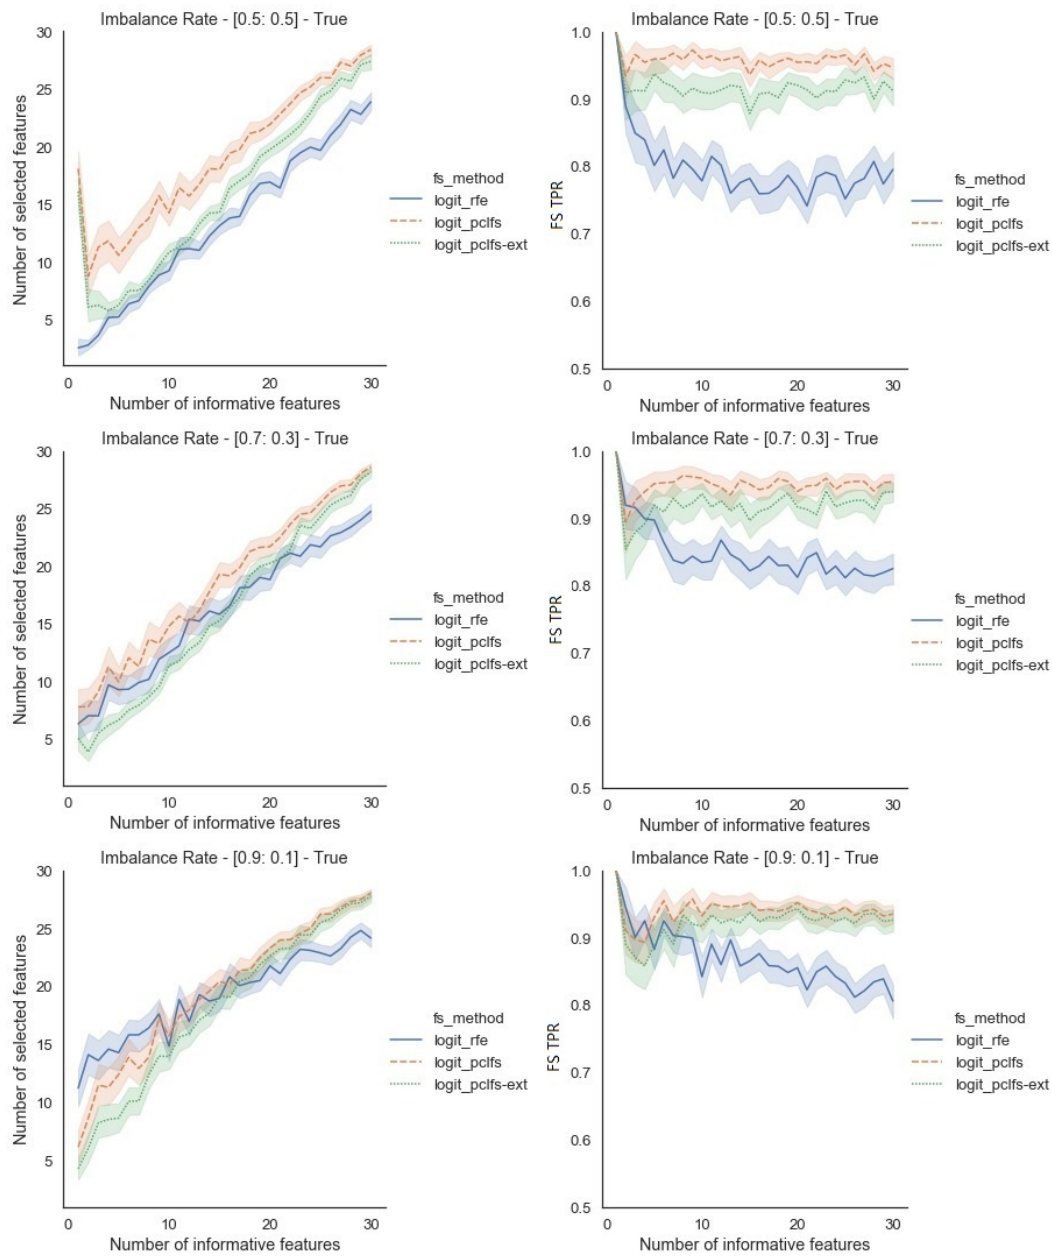 Imbalance Rate - [0.5: 0.5] - True
30
25
20
15
10
5
Number of selected features
0 10 20 30
Number of informative features
fs_method
logit_rfe
logit_pclfs
logit_pclfs-ext
Imbalance Rate - [0.5: 0.5] - True
1.0
0.9
0.8
0.7
0.6
0.5
FS TPR
0 10 20 30
Number of informative features
fs_method
logit_rfe
logit_pclfs
logit_pclfs-ext
Imbalance Rate - [0.7: 0.3] - True
30
25
20
15
10
5
Number of selected features
0 10 20 30
Number of informative features
fs_method
logit_rfe
logit_pclfs
logit_pclfs-ext
Imbalance Rate - [0.7: 0.3] - True
1.0
0.9
0.8
0.7
0.6
0.5
FS TPR
0 10 20 30
Number of informative features
fs_method
logit_rfe
logit_pclfs
logit_pclfs-ext
Imbalance Rate - [0.9: 0.1] - True
30
25
20
15
10
5
Number of selected features
0 10 20 30
Number of informative features
fs_method
logit_rfe
logit_pclfs
logit_pclfs-ext
Imbalance Rate - [0.9: 0.1] - True
1.0
0.9
0.8
0.7
0.6
0.5
FS TPR
0 10 20 30
Number of informative features
fs_method
logit_rfe
logit_pclfs
logit_pclfs-ext